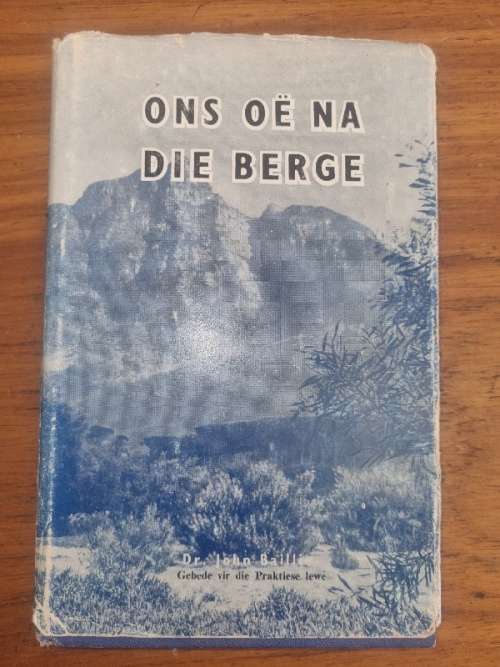 ONS OË NA
DIE BERGE
Dr. John Baillie
Gebede vir die Praktiese lewe